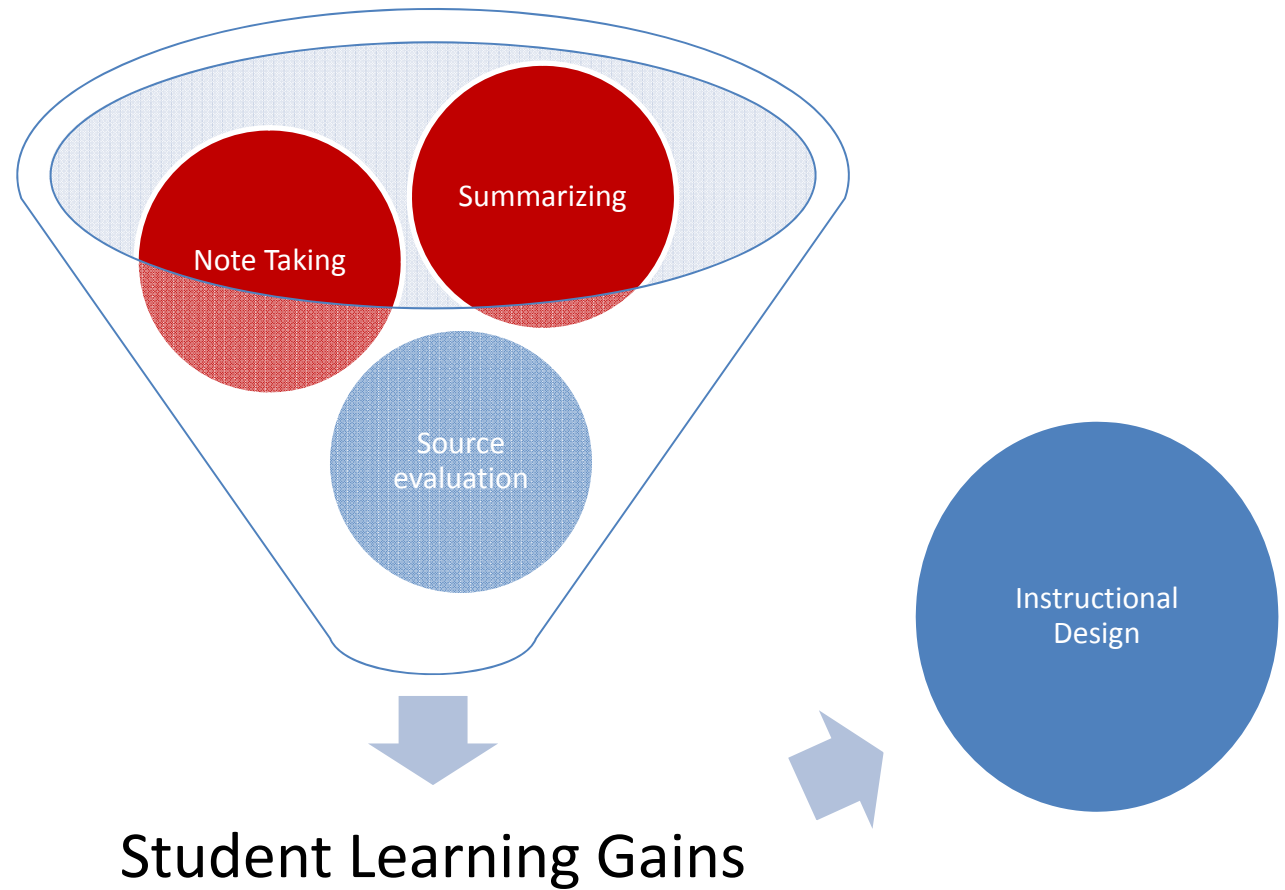 Summarizing
Note Taking
Source
evaluation
Instructional
Design
Student Learning Gains